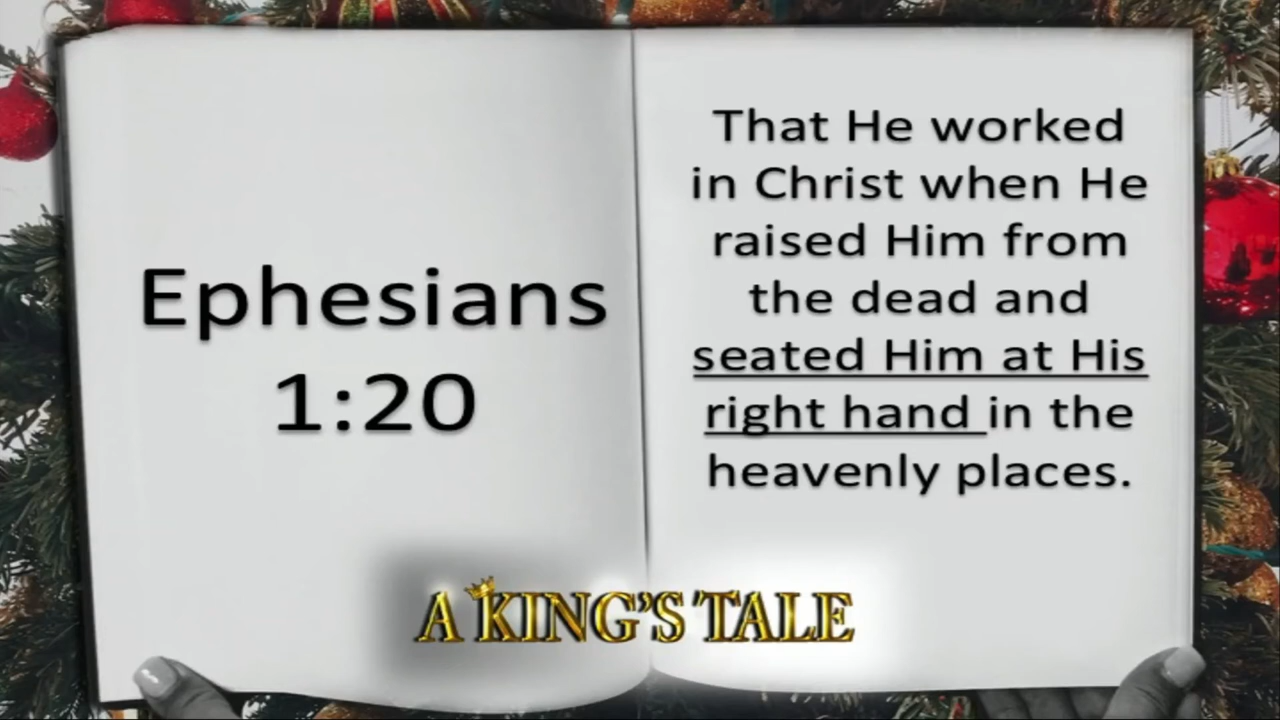 Ephesians
1:20
That He worked
in Christ when He
raised Him from
the dead and
seated Him at His
right hand in the
heavenly places.
A KING'S TALE